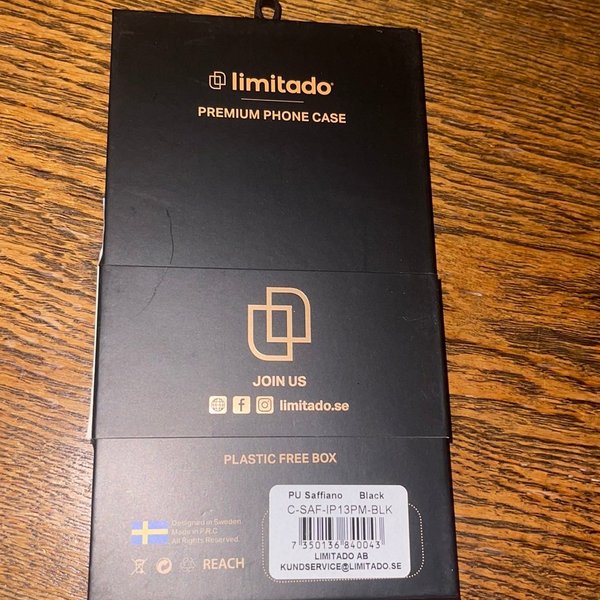 limitado
PREMIUM PHONE CASE
JOIN US
limitado.se
PLASTIC FREE BOX
PU Saffiano Black
C-SAF-IP13PM-BLK
7 350136 840043
LIMITADO AB
KUNDSERVICE@LIMITADO.SE
Designed in Sweden
Made in P.R.C
All Rights Reserved
REACH